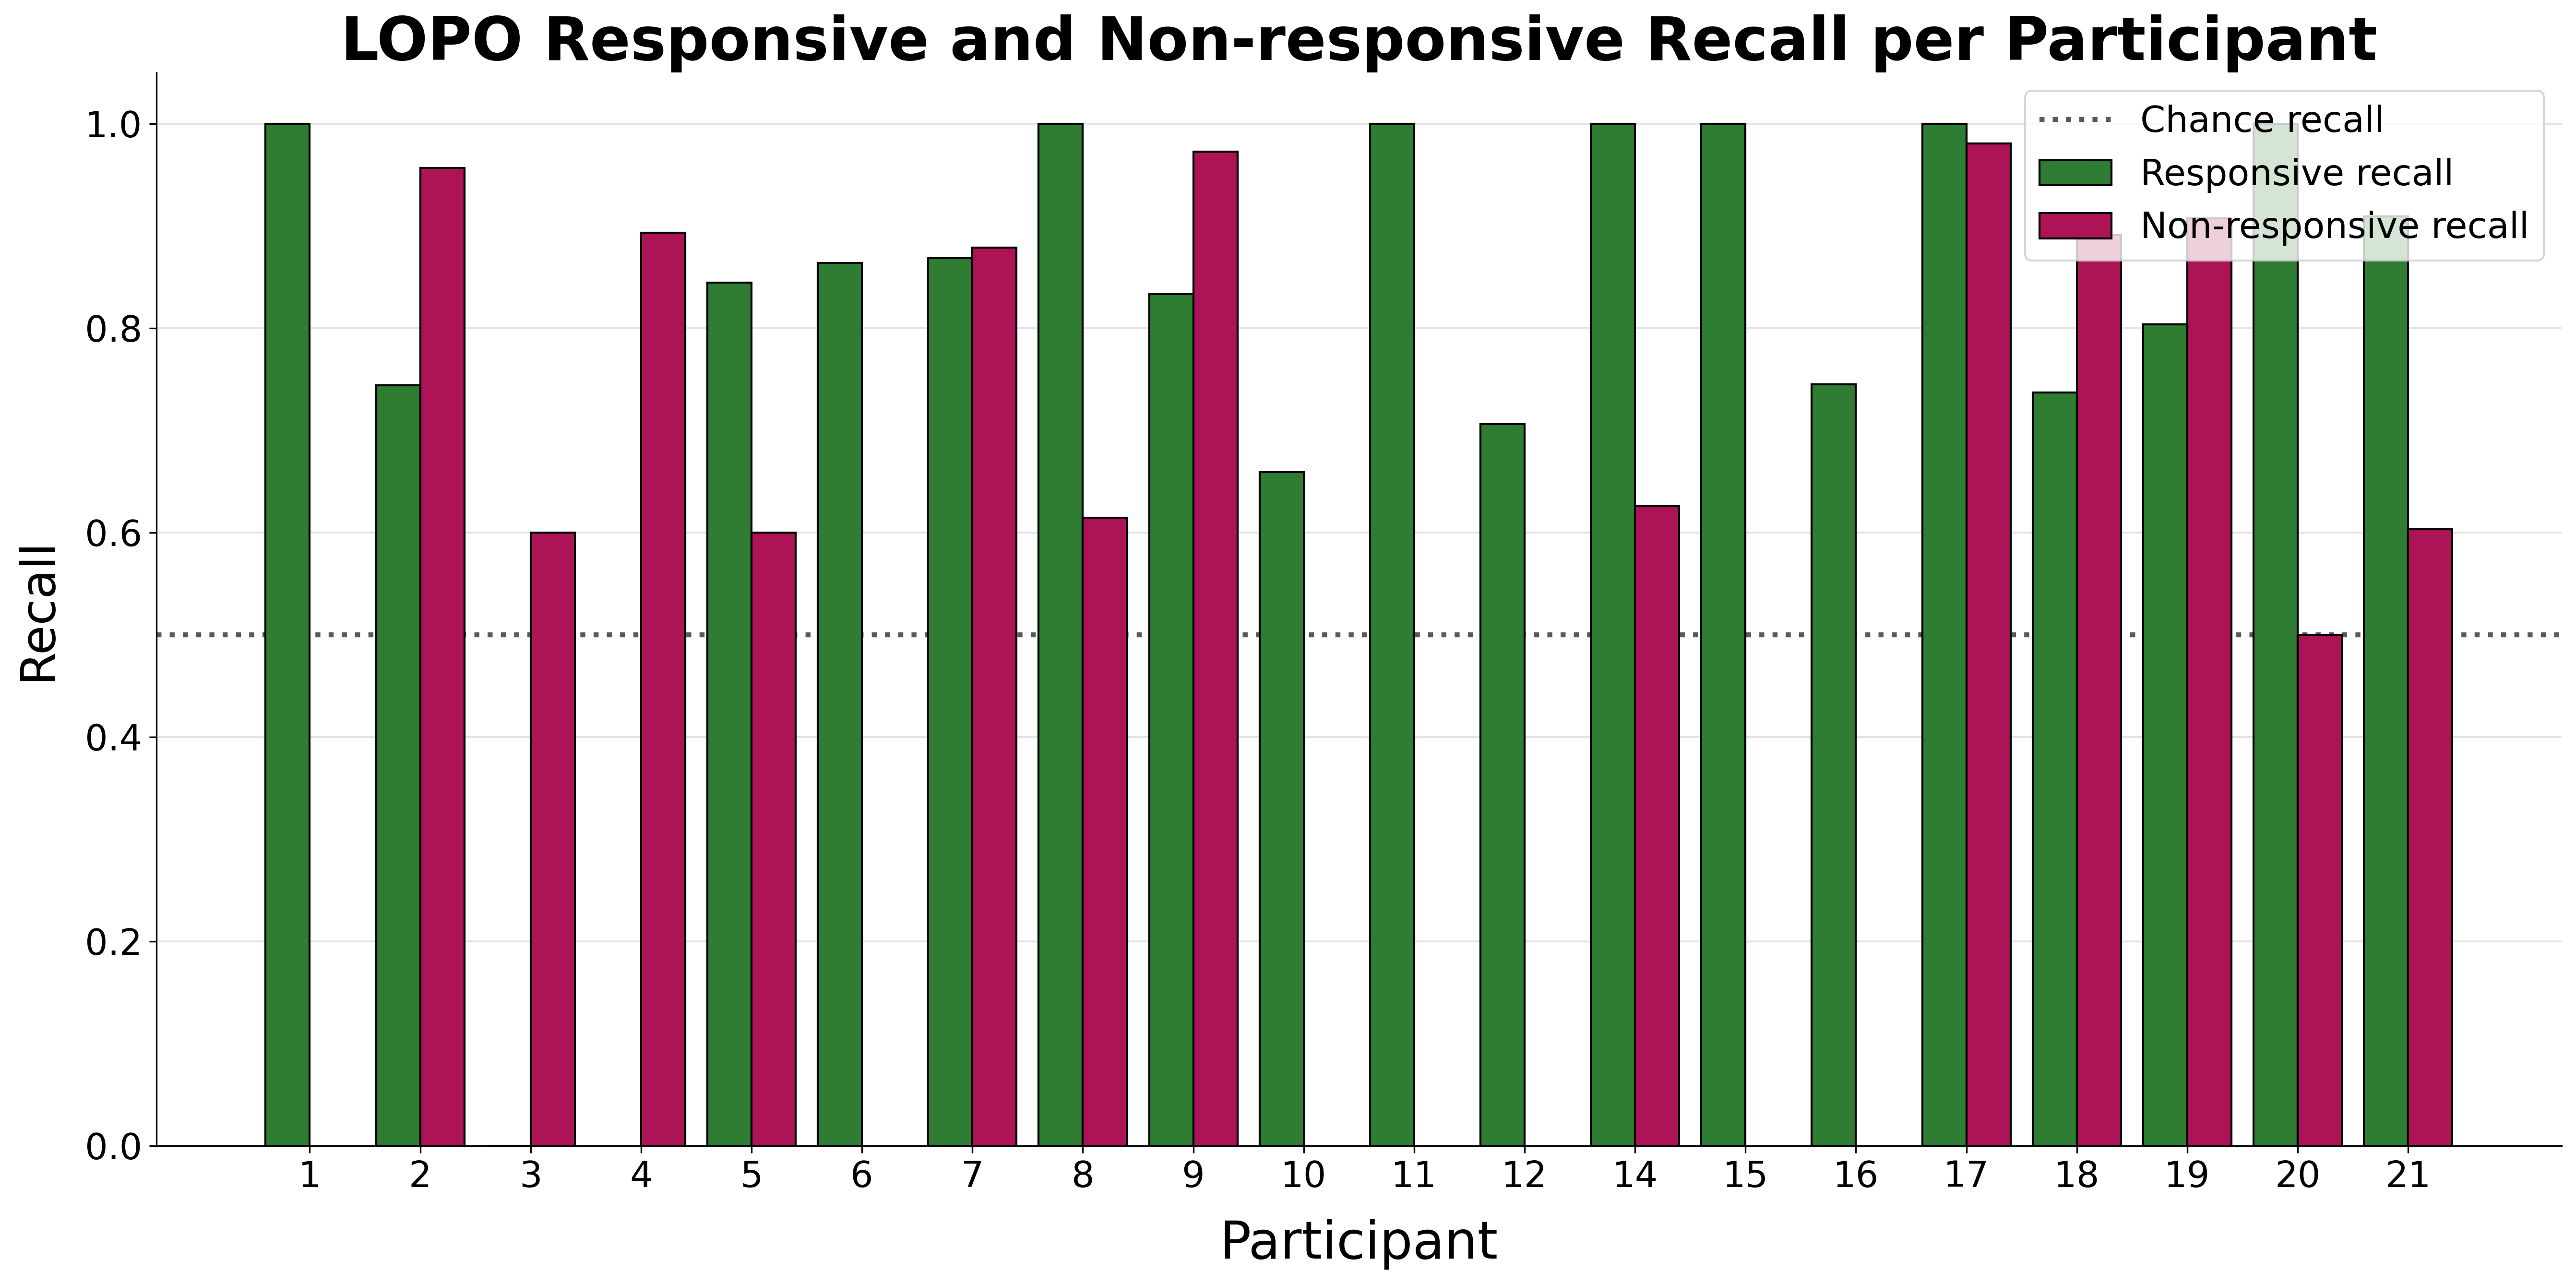 LOPO Responsive and Non-responsive Recall per Participant
Chance recall
Responsive recall
Non-responsive recall
1.0
0.8
0.6
0.4
0.2
0.0
Recall
1 2 3 4 5 6 7 8 9 10 11 12 14 15 16 17 18 19 20 21
Participant